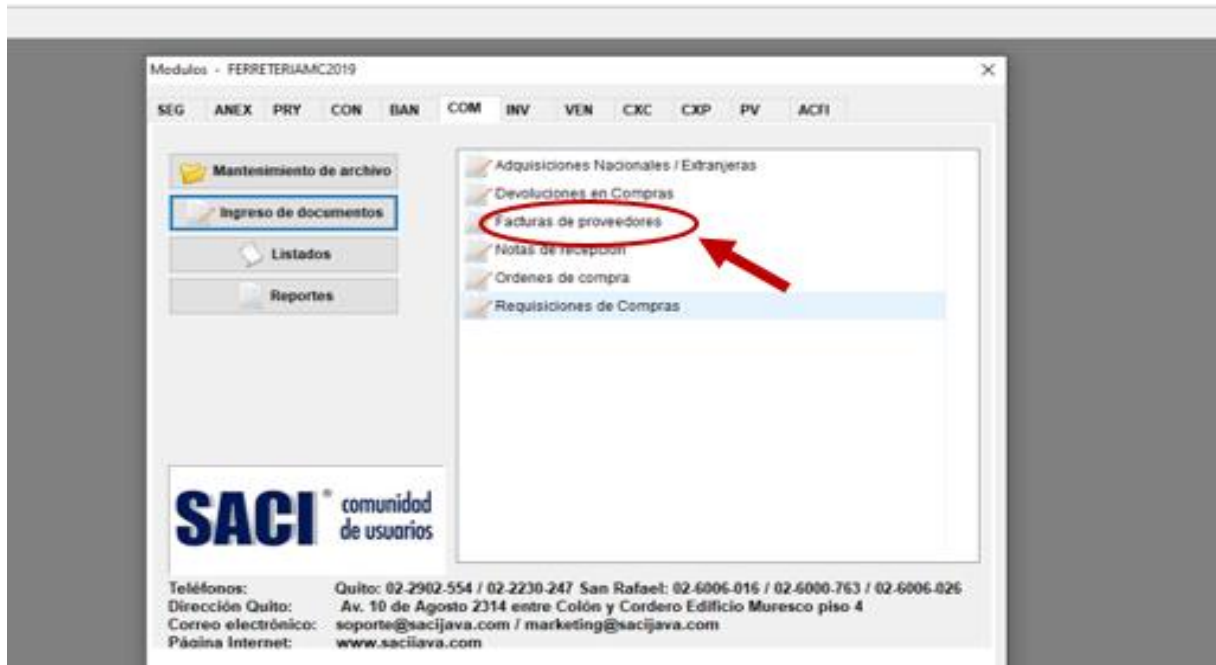 Modulos - FERRETERIAMC2019
SEG ANEX PRY CON BAN COM INV VEN CXC CXP PV ACFI
Mantenimiento de archivo
Ingreso de documentos
Listados
Reportes
Adquisiciones Nacionales / Extranjeras
Devoluciones en Compras
Facturas de proveedores
Notas de recepcion
Ordenes de compra
Requisiciones de Compras
SACI® comunidad
de usuarios
Teléfonos: Quito: 02-2902-554 / 02-2230-247 San Rafael: 02-6006-016 / 02-6000-763 / 02-6006-026
Dirección Quito: Av. 10 de Agosto 2314 entre Colón y Cordero Edificio Muresco piso 4
Correo electrónico: soporte@sacijava.com / marketing@sacijava.com
Página Internet: www.sacijava.com